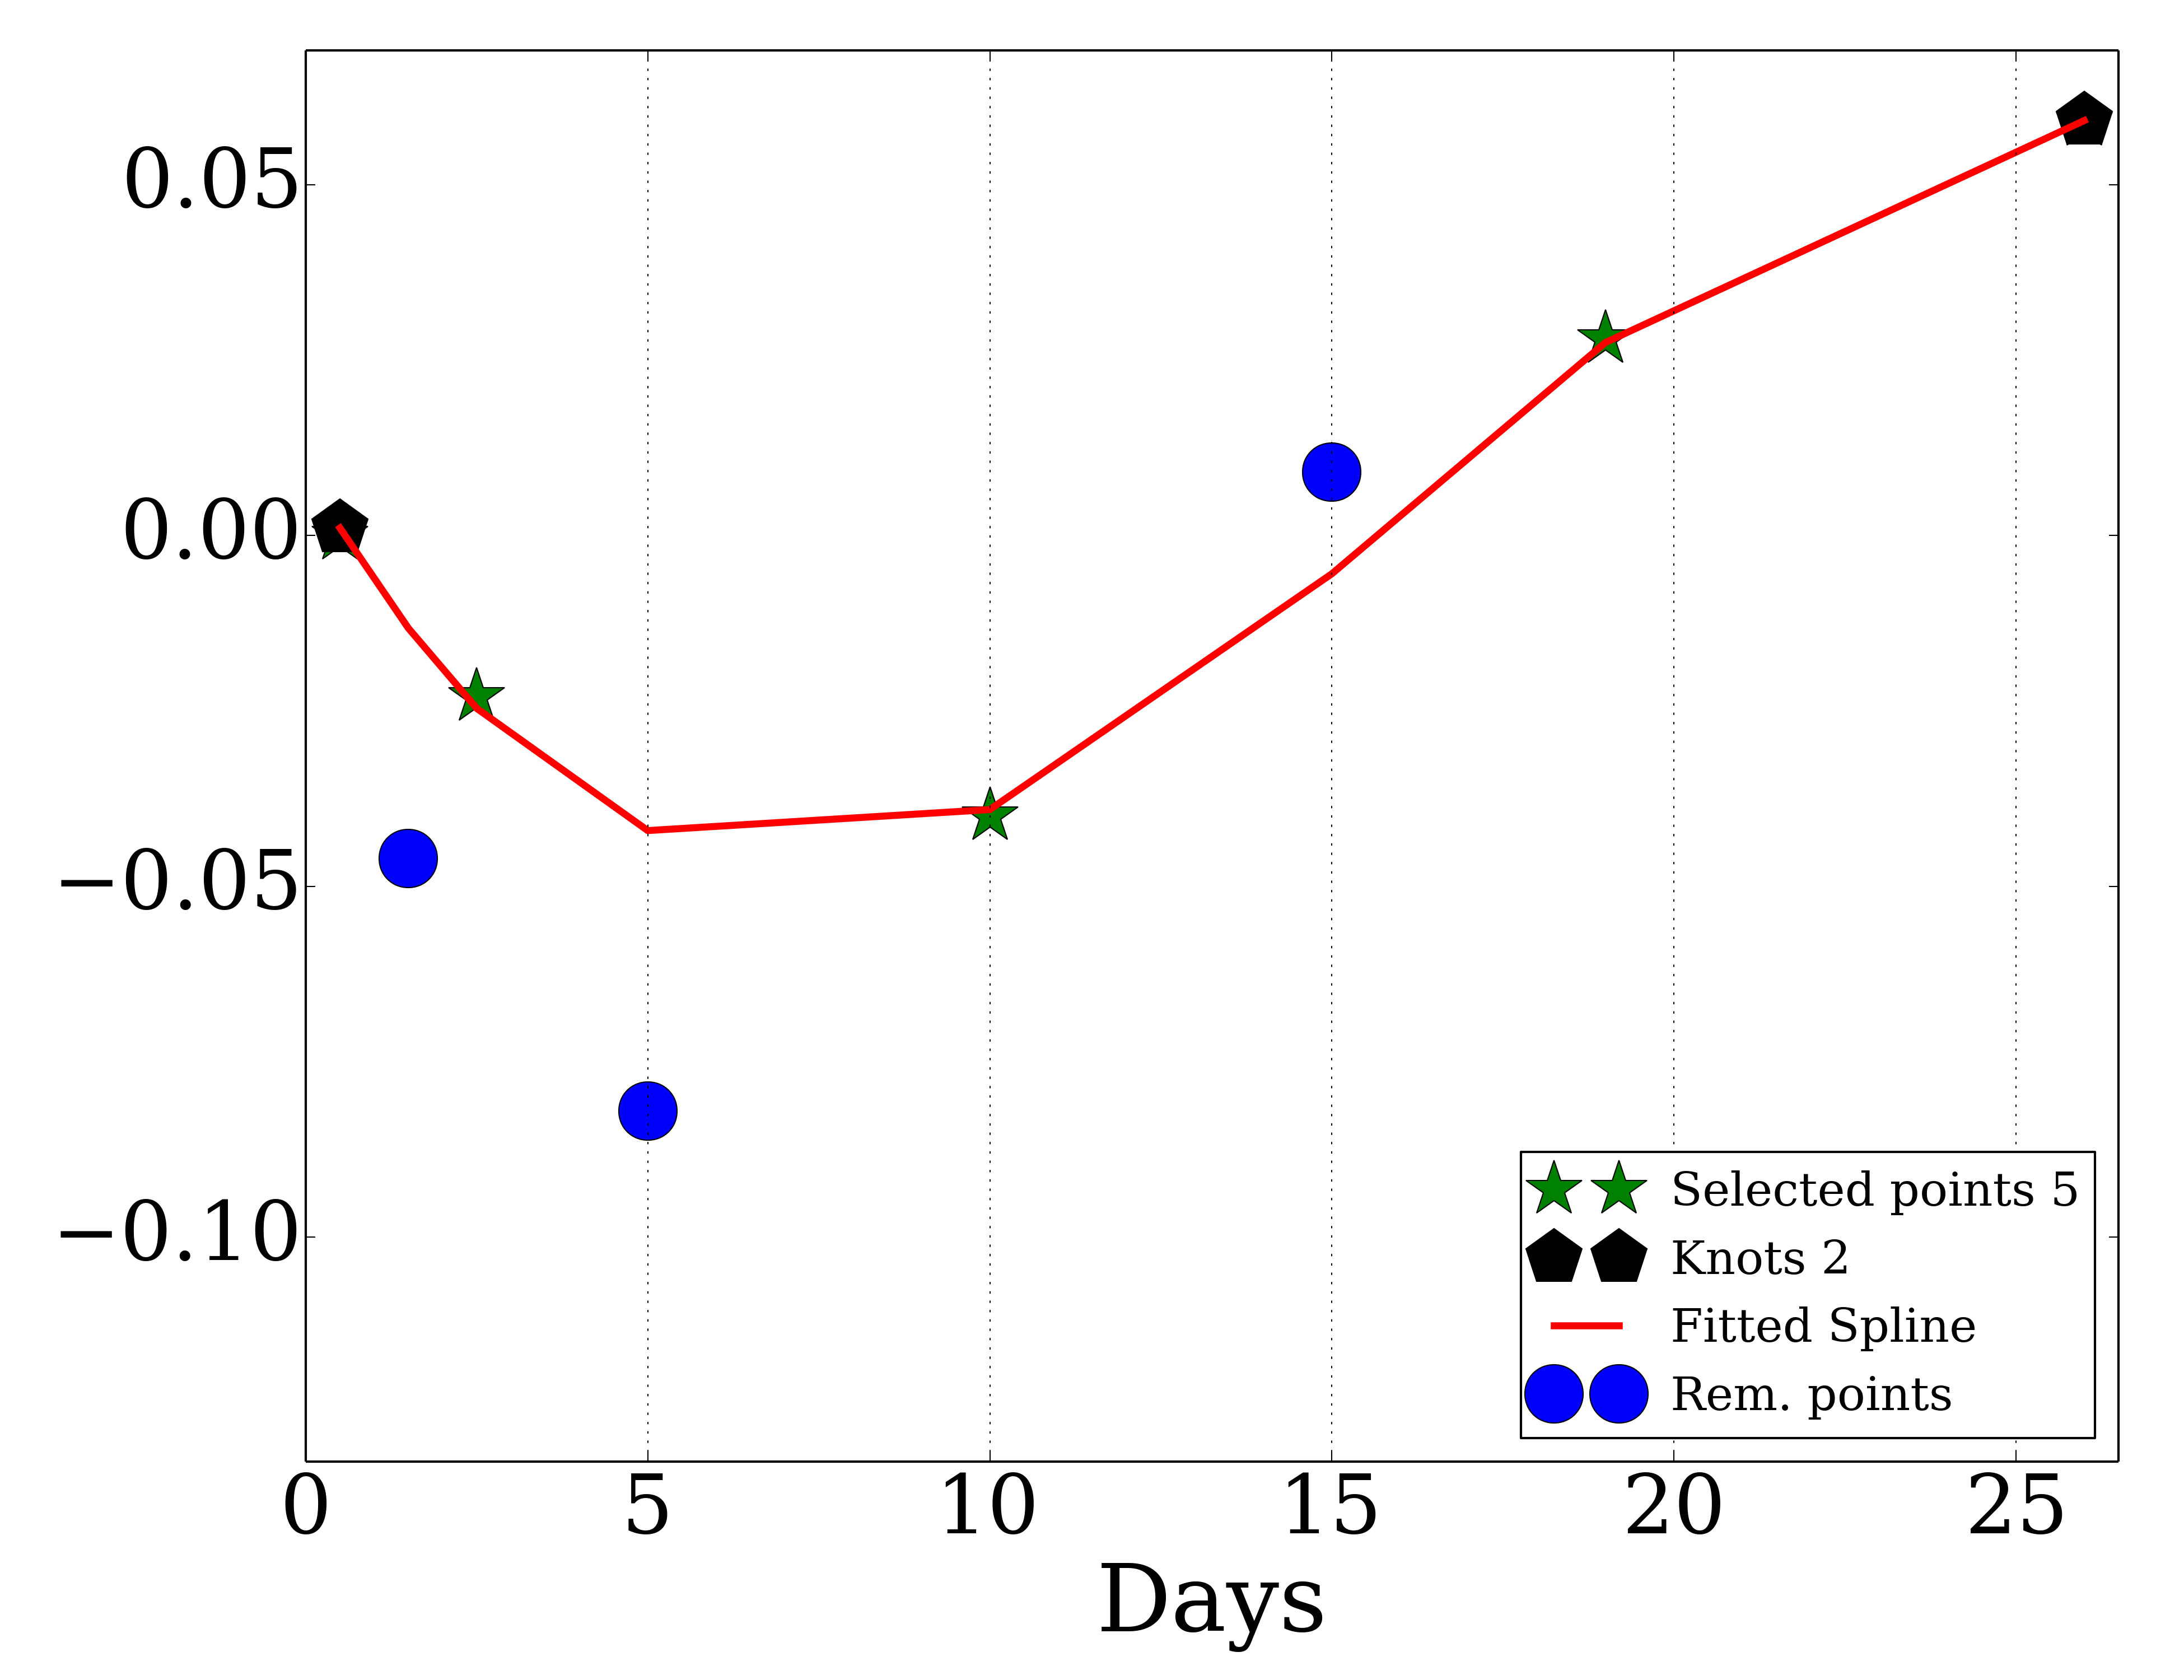 0.05
0.00
−0.05
−0.10
Selected points 5
Knots 2
Fitted Spline
Rem. points
0 5 10 15 20 25
Days